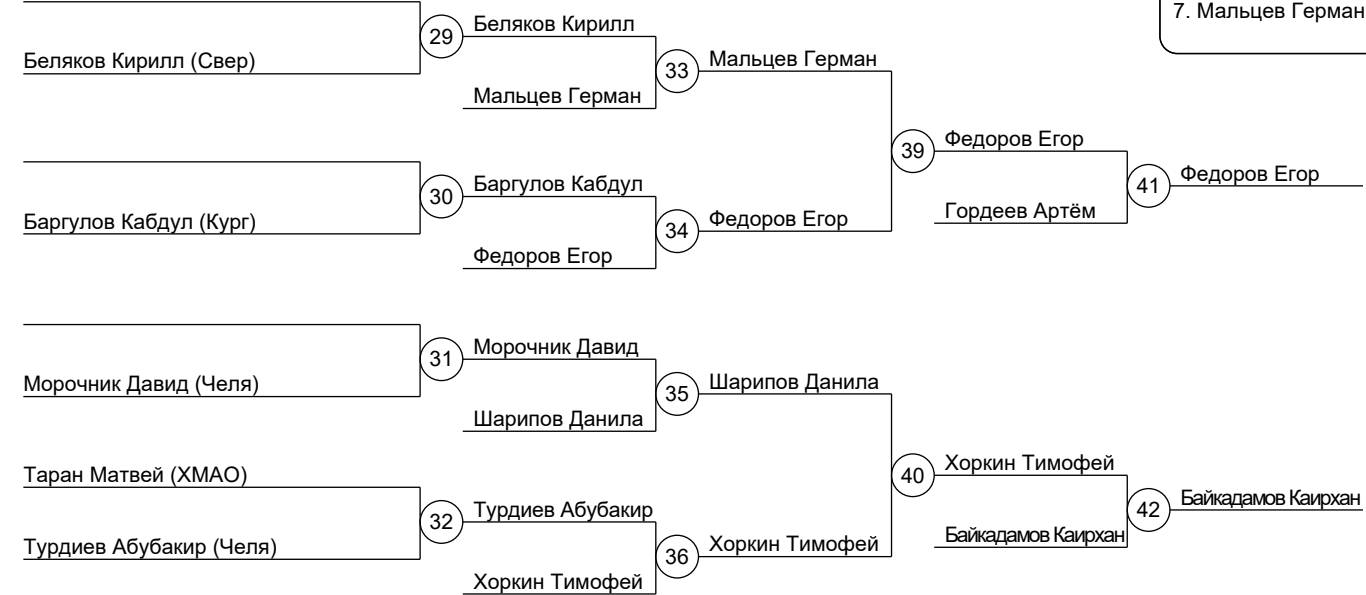 7. Мальцев Герман
Беляков Кирилл
29
Беляков Кирилл (Свер)
Мальцев Герман
33
Мальцев Герман
Федоров Егор
39
Баргулов Кабдул
30
Баргулов Кабдул (Кург)
Федоров Егор
34
Федоров Егор
41
Федоров Егор
Гордеев Артём
Морочник Давид
31
Морочник Давид (Челя)
Шарипов Данила
35
Шарипов Данила
Таран Матвей (ХМАО)
Хоркин Тимофей
40
Турдиев Абубакир
32
Турдиев Абубакир (Челя)
Хоркин Тимофей
36
Хоркин Тимофей
Байкадамов Каирхан
42
Байкадамов Каирхан